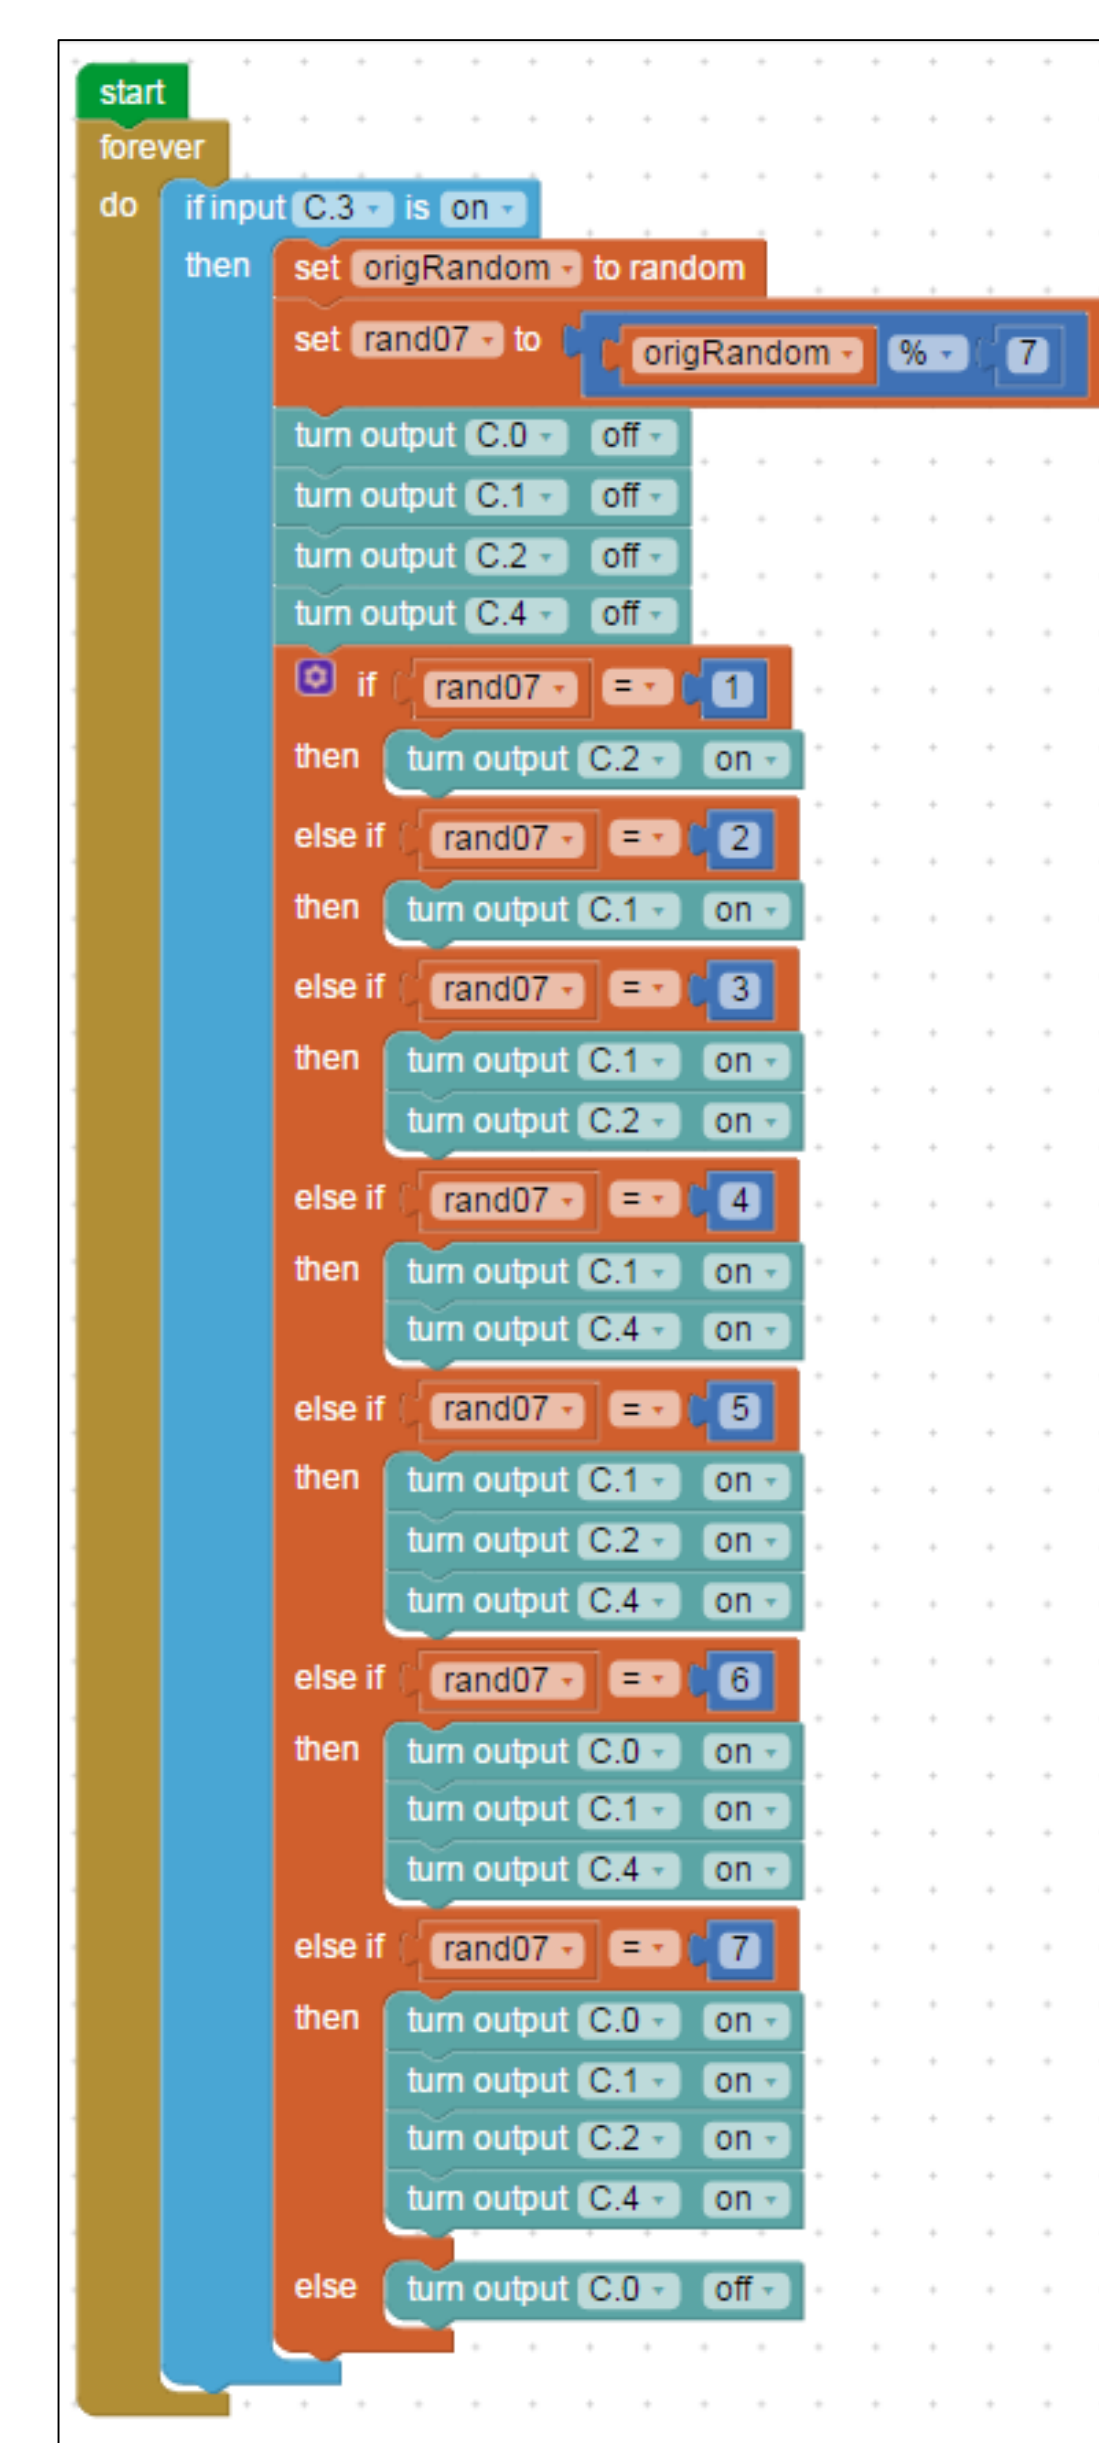 start
forever
do if input C.3 is on
then set origRandom to random
set rand07 to origRandom % 7
turn output C.0 off
turn output C.1 off
turn output C.2 off
turn output C.4 off
if rand07 = 1
then turn output C.2 on
else if rand07 = 2
then turn output C.1 on
else if rand07 = 3
then turn output C.1 on
turn output C.2 on
else if rand07 = 4
then turn output C.1 on
turn output C.4 on
else if rand07 = 5
then turn output C.1 on
turn output C.2 on
turn output C.4 on
else if rand07 = 6
then turn output C.0 on
turn output C.1 on
turn output C.4 on
else if rand07 = 7
then turn output C.0 on
turn output C.1 on
turn output C.2 on
turn output C.4 on
else turn output C.0 off